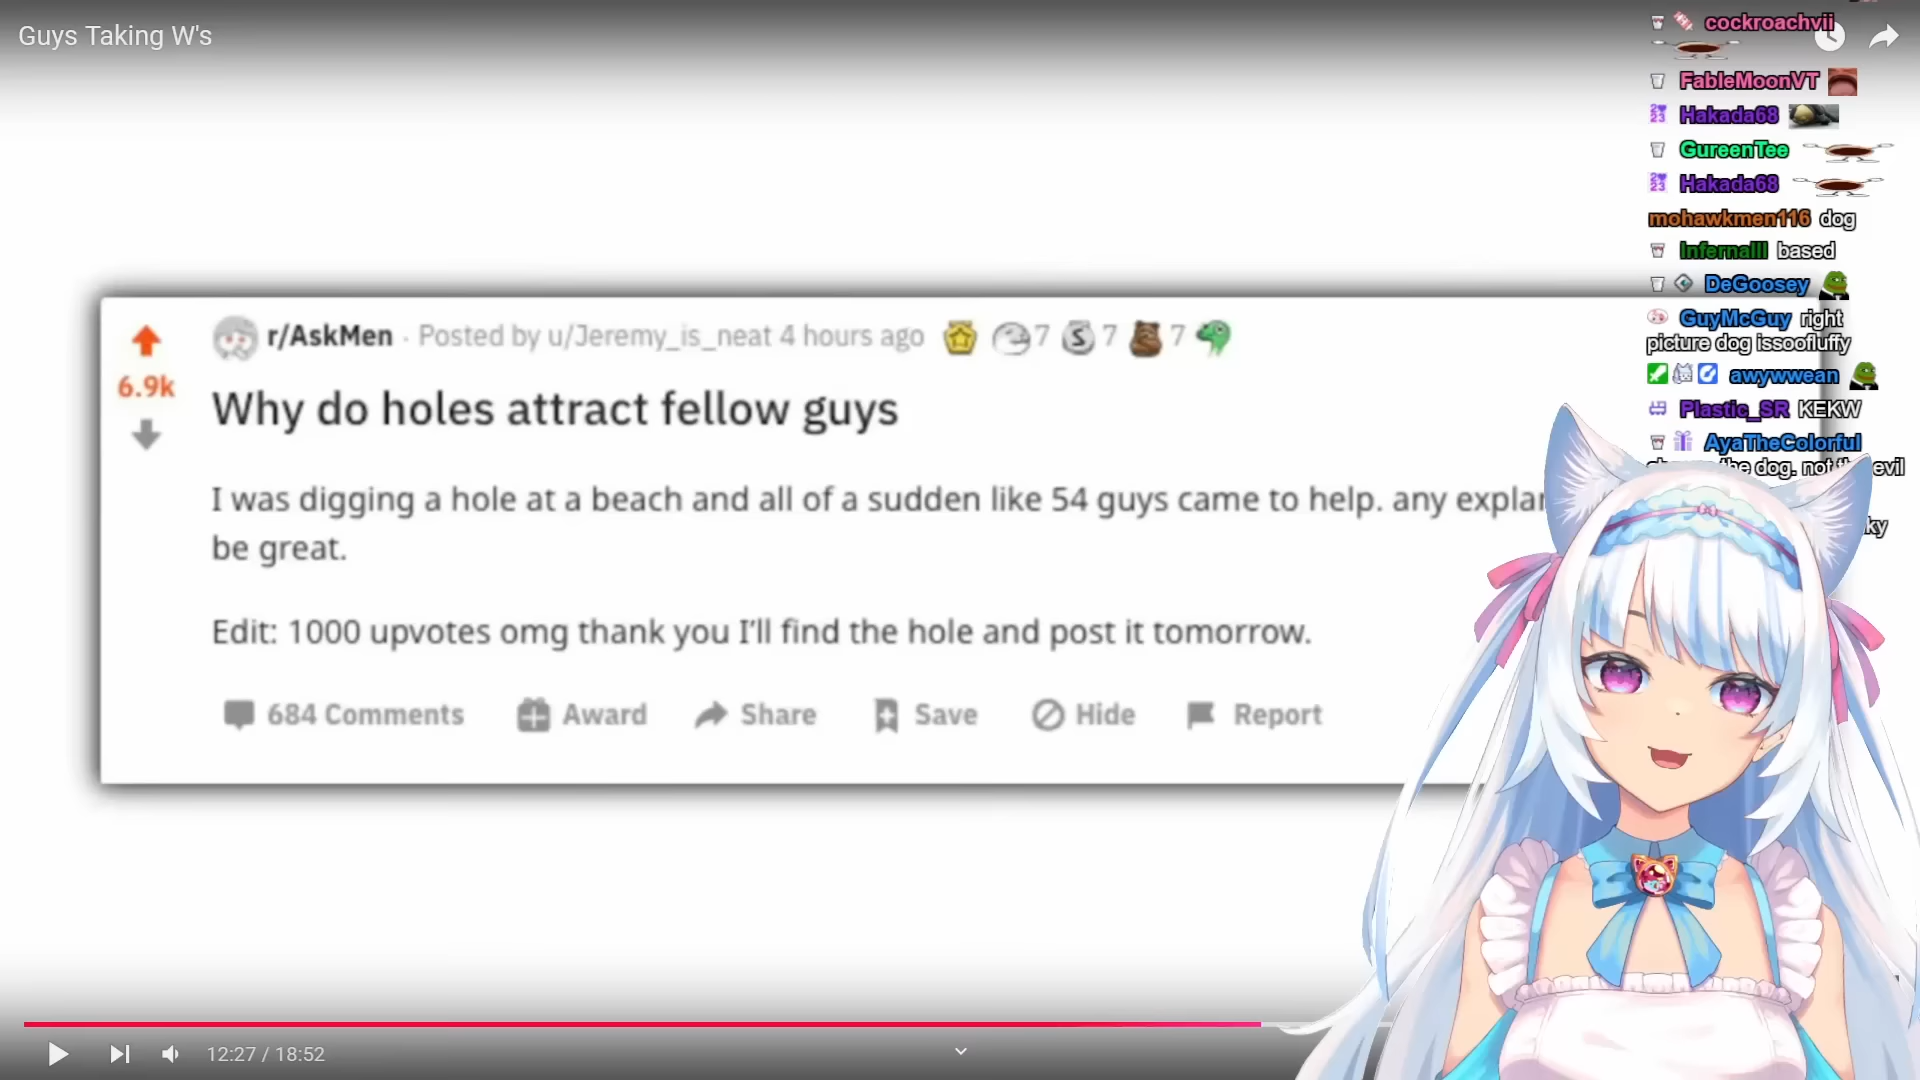 Guys Taking W's
r/AskMen · Posted by u/Jeremy_is_neat 4 hours ago 7 7 7
6.9k
Why do holes attract fellow guys
I was digging a hole at a beach and all of a sudden like 54 guys came to help. any explan
be great.
Edit: 1000 upvotes omg thank you I'll find the hole and post it tomorrow.
684 Comments Award Share Save Hide Report
12:27 / 18:52
cockroachvii
FableMoonVT
Hakada68
GureenTee
Hakada68
mohawkmen116 dog
Infernalll based
DeGoosey
GuyMcGuy right
picture dog issoofluffy
awywwean
Plastic_SR KEKW
AyaTheColorful
the dog. not evil